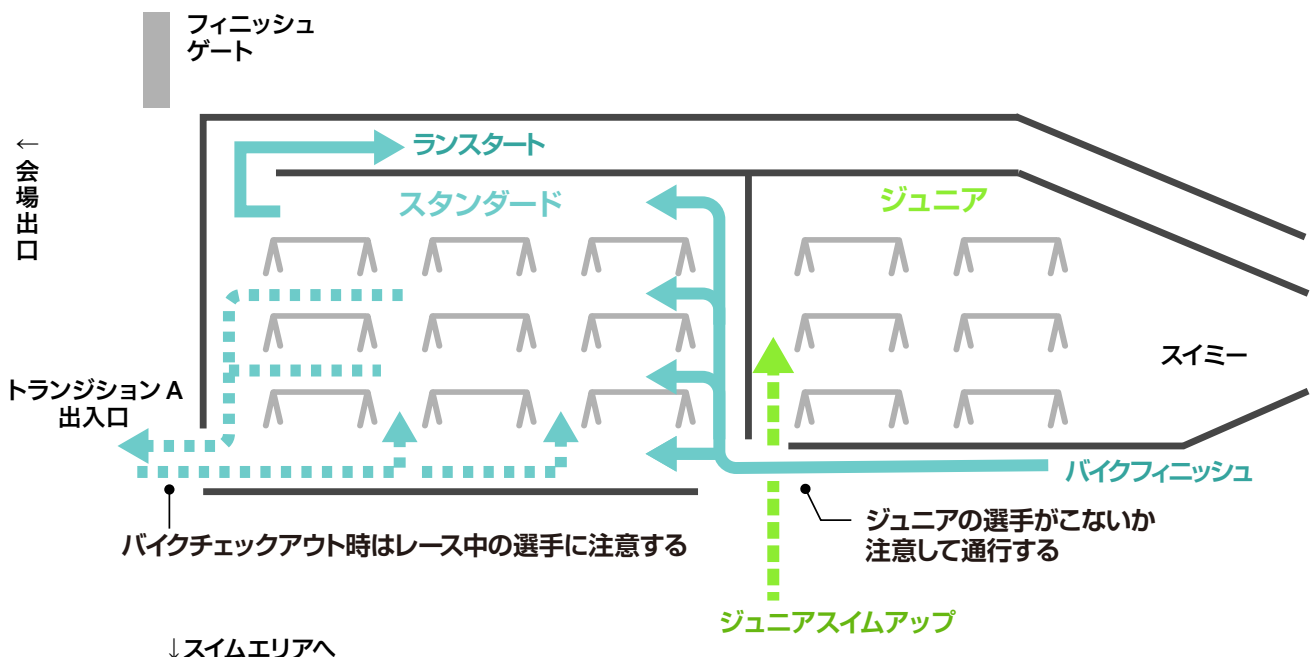 フィニッシュ
ゲート
←会場出口
ランスタート
スタンダード
ジュニア
スイミー
トランジション A
出入口
バイクフィニッシュ
バイクチェックアウト時はレース中の選手に注意する
ジュニアの選手がこないか
注意して通行する
ジュニアスイムアップ
↓スイムエリアへ